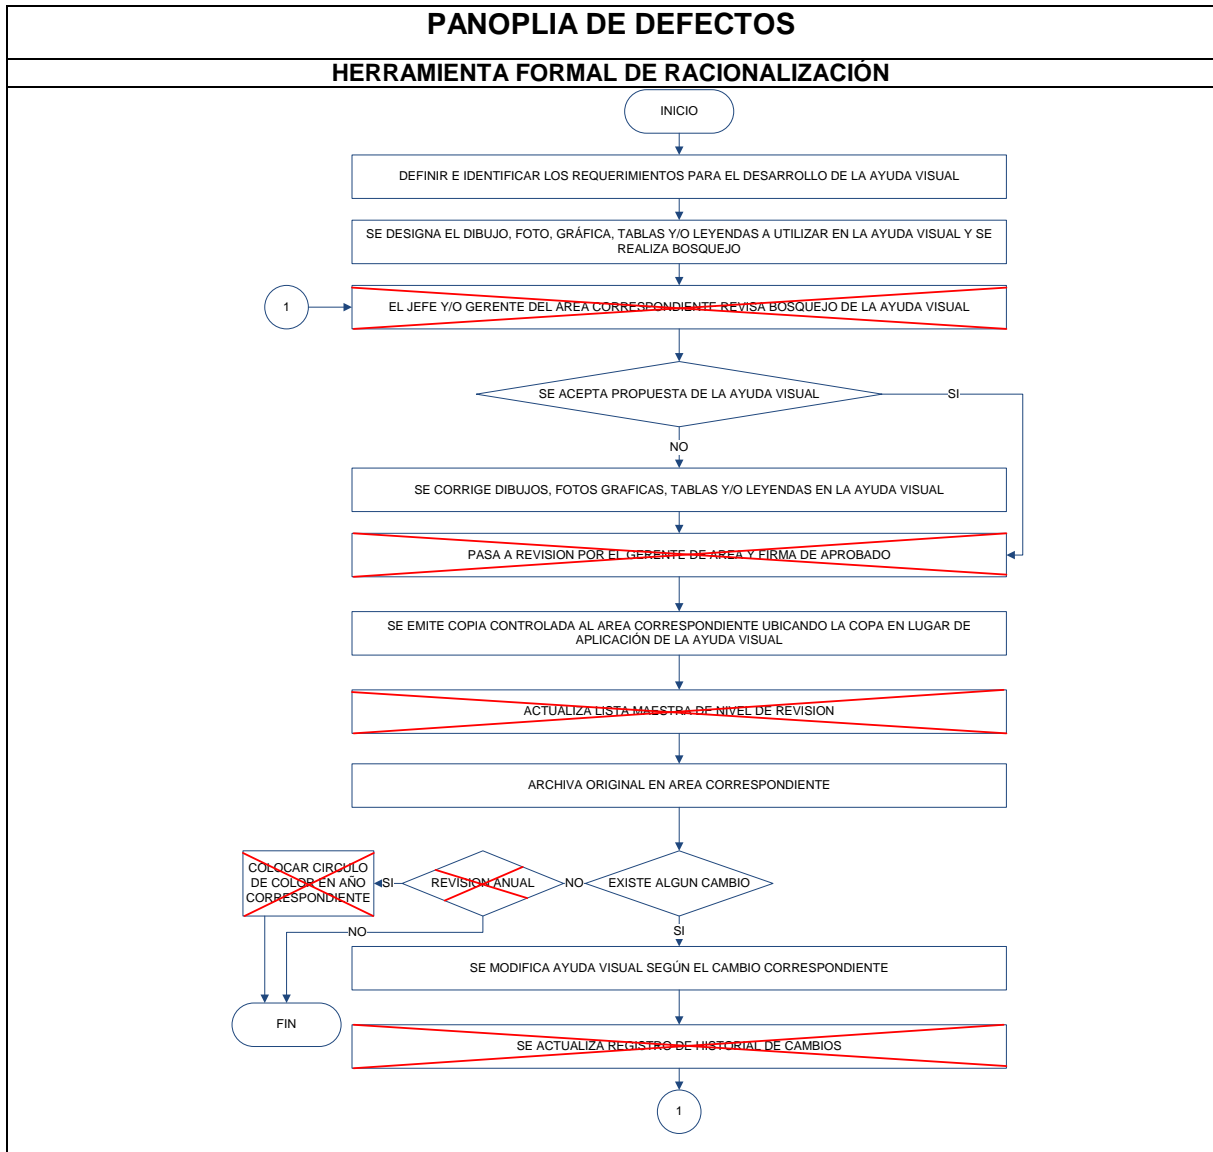 PANOPLIA DE DEFECTOS
HERRAMIENTA FORMAL DE RACIONALIZACIÓN
INICIO
DEFINIR E IDENTIFICAR LOS REQUERIMIENTOS PARA EL DESARROLLO DE LA AYUDA VISUAL
SE DESIGNA EL DIBUJO, FOTO, GRÁFICA, TABLAS Y/O LEYENDAS A UTILIZAR EN LA AYUDA VISUAL Y SE
REALIZA BOSQUEJO
1
EL JEFE Y/O GERENTE DEL AREA CORRESPONDIENTE REVISA BOSQUEJO DE LA AYUDA VISUAL
SE ACEPTA PROPUESTA DE LA AYUDA VISUAL
SI
NO
SE CORRIGE DIBUJOS, FOTOS GRAFICAS, TABLAS Y/O LEYENDAS EN LA AYUDA VISUAL
PASA A REVISION POR EL GERENTE DE AREA Y FIRMA DE APROBADO
SE EMITE COPIA CONTROLADA AL AREA CORRESPONDIENTE UBICANDO LA COPA EN LUGAR DE
APLICACIÓN DE LA AYUDA VISUAL
ACTUALIZA LISTA MAESTRA DE NIVEL DE REVISION
ARCHIVA ORIGINAL EN AREA CORRESPONDIENTE
COLOCAR CIRCULO
DE COLOR EN AÑO
CORRESPONDIENTE
SI
REVISION ANUAL
NO
EXISTE ALGUN CAMBIO
NO
SI
SE MODIFICA AYUDA VISUAL SEGÚN EL CAMBIO CORRESPONDIENTE
FIN
SE ACTUALIZA REGISTRO DE HISTORIAL DE CAMBIOS
1